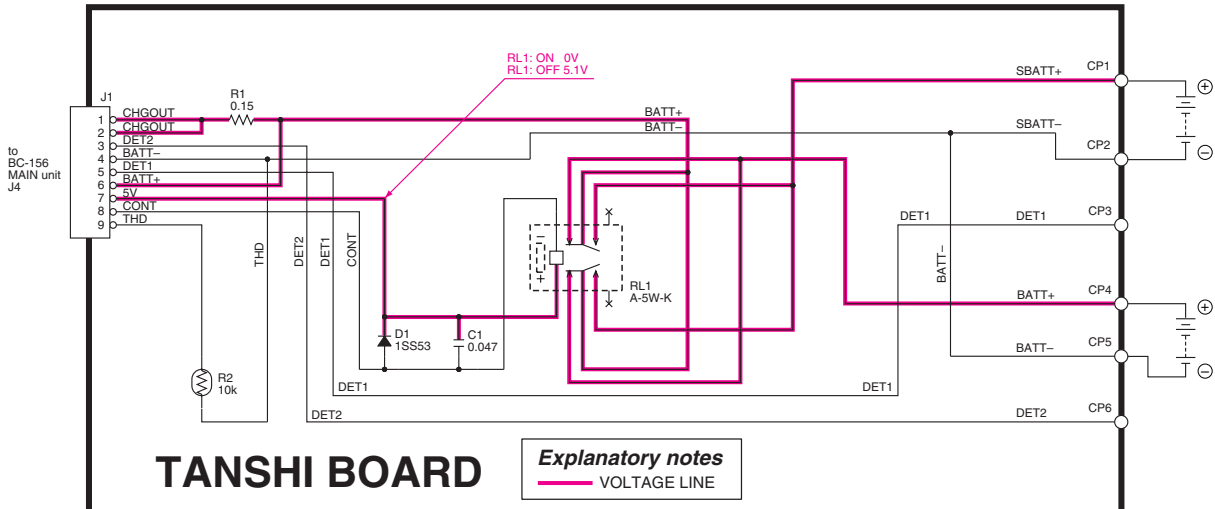 RL1: ON 0V
RL1: OFF 5.1V
CP1
SBATT+
J1
R1
0.15
1 CHGOUT
2 CHGOUT
3 DET2
4 BATT–
5 DET1
6 BATT+
7 5V
8 CONT
9 THD
to
BC-156
MAIN unit
J4
BATT+
BATT–
SBATT–
CP2
+
–
THD
DET2
DET1
CONT
–
+
RL1
A-5W-K
DET1
DET1
CP3
BATT–
BATT+
CP4
D1
1SS53
C1
0.047
BATT–
CP5
+
–
R2
10k
DET1
DET1
DET2
DET2
CP6
TANSHI BOARD
Explanatory notes
VOLTAGE LINE